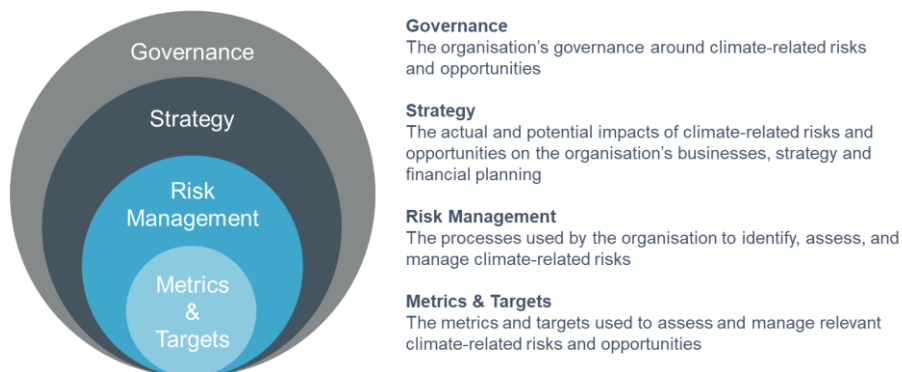 Governance
Strategy
Risk
Management
Metrics
&
Targets
Governance
The organisation's governance around climate-related risks
and opportunities
Strategy
The actual and potential impacts of climate-related risks and
opportunities on the organisation's businesses, strategy and
financial planning
Risk Management
The processes used by the organisation to identify, assess, and
manage climate-related risks
Metrics & Targets
The metrics and targets used to assess and manage relevant
climate-related risks and opportunities